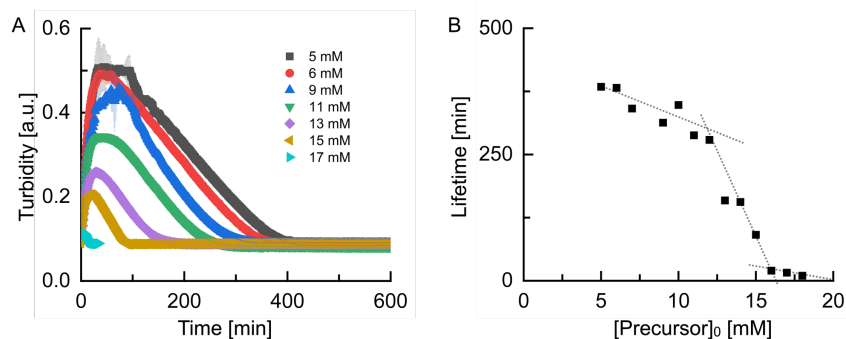 A
0.6
0.4
0.2
0.0
Turbidity [a.u.]
0
200
400
600
Time [min]
5 mM
6 mM
9 mM
11 mM
13 mM
15 mM
17 mM
B
500
250
0
Lifetime [min]
0
5
10
15
20
[Precursor]₀ [mM]